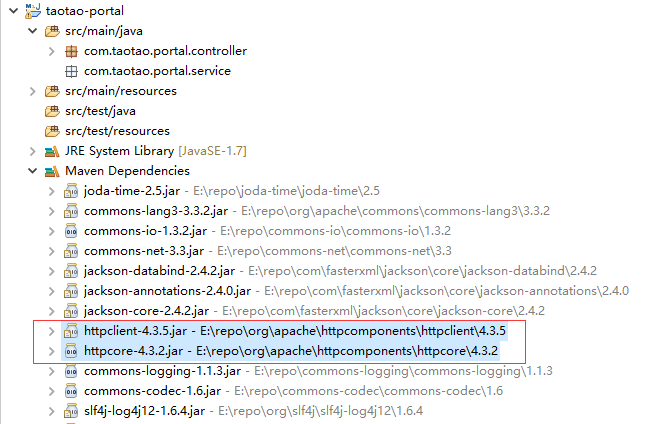 taotao-portal
src/main/java
com.taotao.portal.controller
com.taotao.portal.service
src/main/resources
src/test/java
src/test/resources
JRE System Library [JavaSE-1.7]
Maven Dependencies
joda-time-2.5.jar - E:\repo\joda-time\joda-time\2.5
commons-lang3-3.3.2.jar - E:\repo\org\apache\commons\commons-lang3\3.3.2
commons-io-1.3.2.jar - E:\repo\commons-io\commons-io\1.3.2
commons-net-3.3.jar - E:\repo\commons-net\commons-net\3.3
jackson-databind-2.4.2.jar - E:\repo\com\fasterxml\jackson\core\jackson-databind\2.4.2
jackson-annotations-2.4.0.jar - E:\repo\com\fasterxml\jackson\core\jackson-annotations\2.4.0
jackson-core-2.4.2.jar - E:\repo\com\fasterxml\jackson\core\jackson-core\2.4.2
httpclient-4.3.5.jar - E:\repo\org\apache\httpcomponents\httpclient\4.3.5
httpcore-4.3.2.jar - E:\repo\org\apache\httpcomponents\httpcore\4.3.2
commons-logging-1.1.3.jar - E:\repo\commons-logging\commons-logging\1.1.3
commons-codec-1.6.jar - E:\repo\commons-codec\commons-codec\1.6
slf4j-log4j12-1.6.4.jar - E:\repo\org\slf4j\slf4j-log4j12\1.6.4